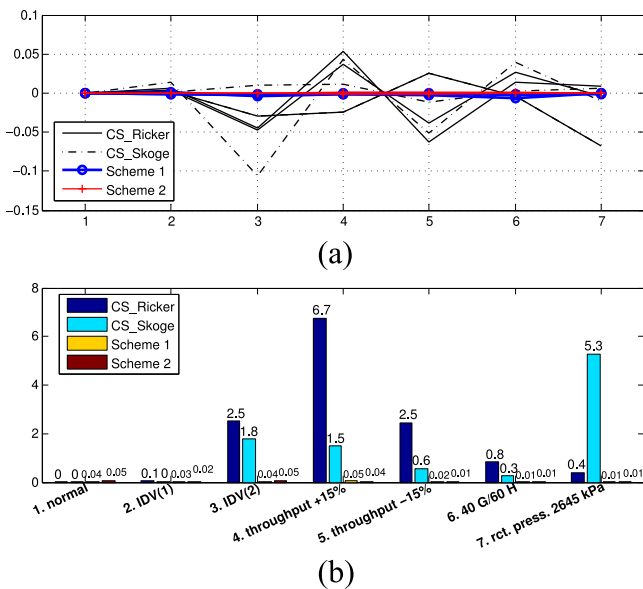 0.1
0.05
0
−0.05
−0.1
−0.15
CS_Ricker
CS_Skoge
Scheme 1
Scheme 2
1 2 3 4 5 6 7
(a)
8
6
4
2
0
CS_Ricker
CS_Skoge
Scheme 1
Scheme 2
0 0 0.04 0.05
0.1 0 0.03 0.02
2.5 1.8 0.04 0.05
6.7 1.5 0.05 0.04
2.5 0.6 0.02 0.01
0.8 0.3 0.01 0.01
0.4 5.3 0.01 0.01
1. normal
2. IDV(1)
3. IDV(2)
4. throughput +15%
5. throughput −15%
6. 40 G/60 H
7. rct. press. 2645 kPa
(b)